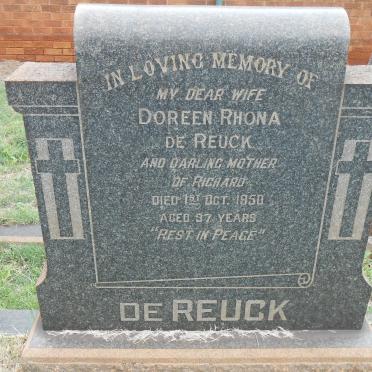 IN LOVING MEMORY OF
MY DEAR WIFE
DOREEN RHONA
DE REUCK
AND DARLING MOTHER
OF RICHARD
DIED 1ST OCT. 1950
AGED 37 YEARS
"REST IN PEACE"
DE REUCK